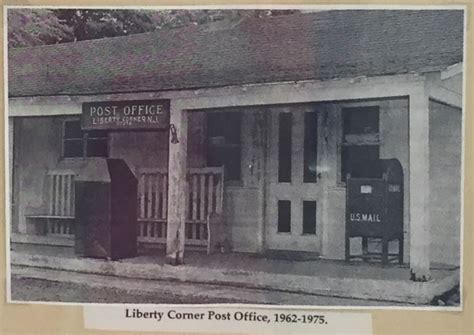 POST OFFICE
LIBERTY CORNER N.J.
U.S. MAIL
Liberty Corner Post Office, 1962-1975.